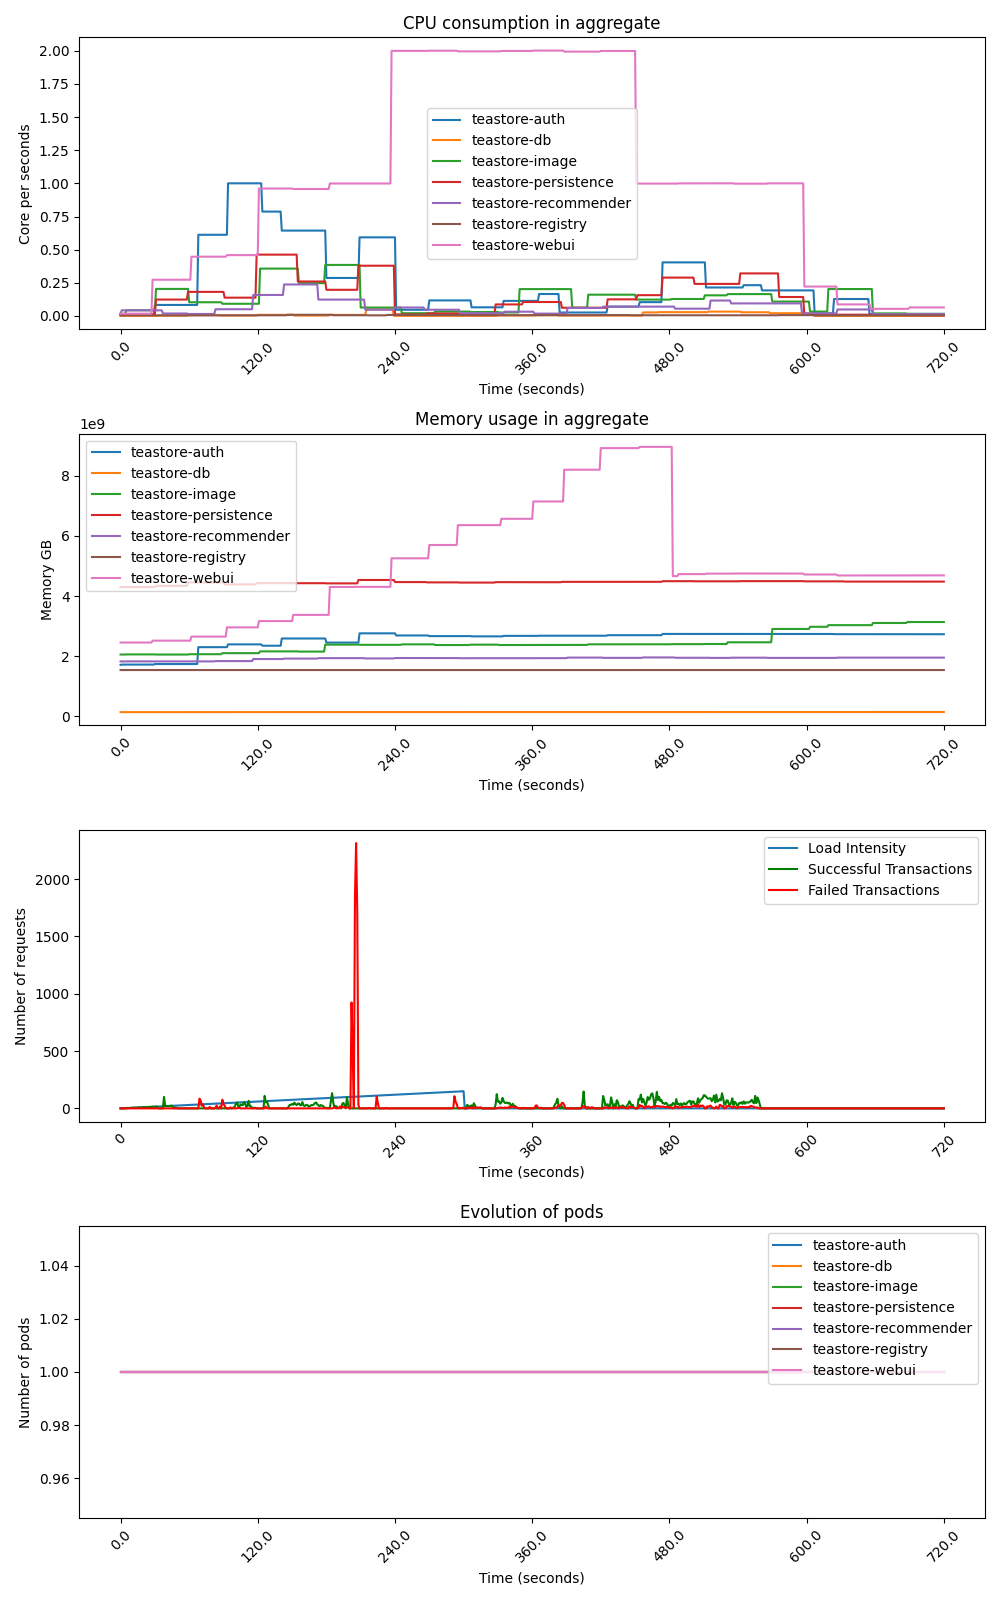 CPU consumption in aggregate
Core per seconds
2.00
1.75
1.50
1.25
1.00
0.75
0.50
0.25
0.00
teastore-auth
teastore-db
teastore-image
teastore-persistence
teastore-recommender
teastore-registry
teastore-webui
0.0 120.0 240.0 360.0 480.0 600.0 720.0
Time (seconds)
Memory usage in aggregate
1e9
Memory GB
8
6
4
2
0
teastore-auth
teastore-db
teastore-image
teastore-persistence
teastore-recommender
teastore-registry
teastore-webui
0.0 120.0 240.0 360.0 480.0 600.0 720.0
Time (seconds)
Number of requests
2000
1500
1000
500
0
Load Intensity
Successful Transactions
Failed Transactions
0 120 240 360 480 600 720
Time (seconds)
Evolution of pods
Number of pods
1.04
1.02
1.00
0.98
0.96
teastore-auth
teastore-db
teastore-image
teastore-persistence
teastore-recommender
teastore-registry
teastore-webui
0.0 120.0 240.0 360.0 480.0 600.0 720.0
Time (seconds)